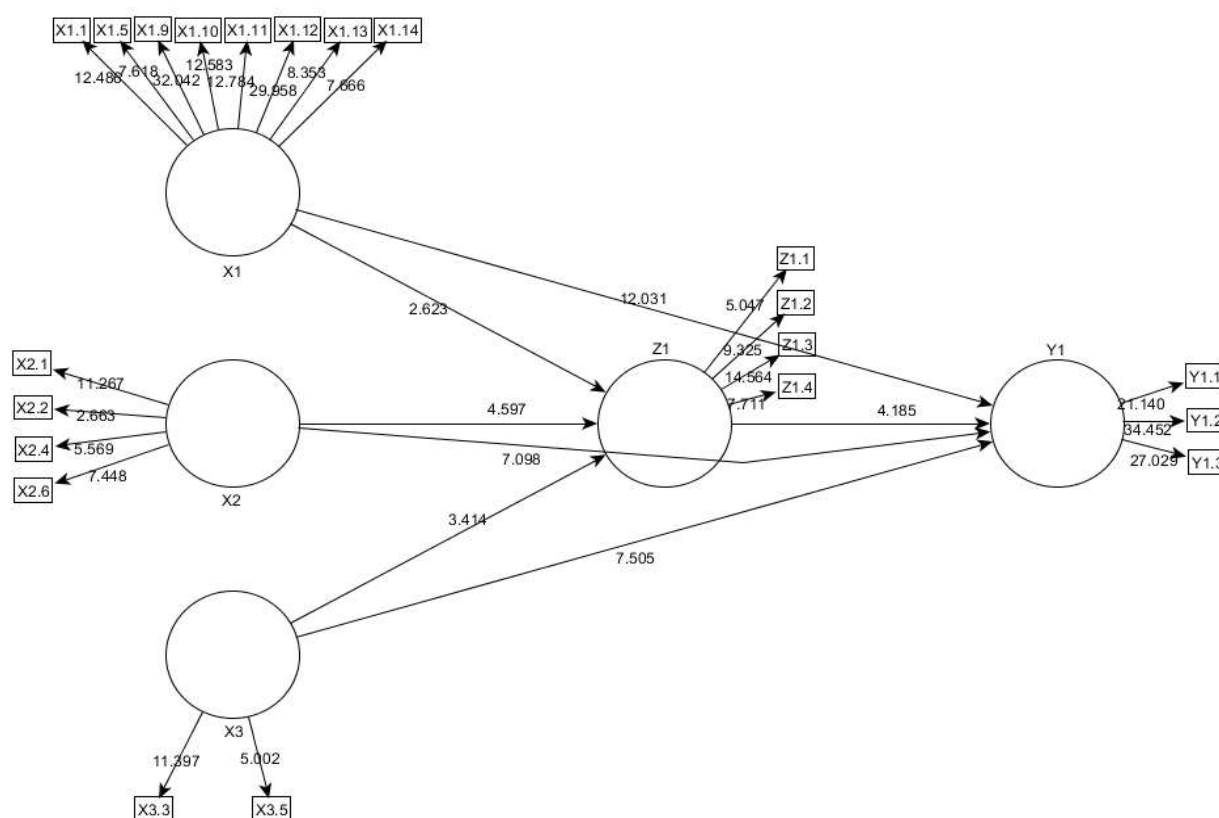 X1.1 X1.5 X1.9 X1.10 X1.11 X1.12 X1.13 X1.14
12.486 7.618 32.042 12.583 12.784 29.958 8.353 7.666
X1
Z1.1
12.031
5.047
Z1.2
2.623
9.325
Z1.3
14.564
Z1.4
7.711
Z1
Y1
X2.1
11.267
X2.2
2.663
X2.4
5.569
X2.6
7.448
X2
4.597
7.098
4.185
Y1.1
21.140
Y1.2
34.452
Y1.3
27.029
3.414
7.505
X3
11.397
5.002
X3.3
X3.5